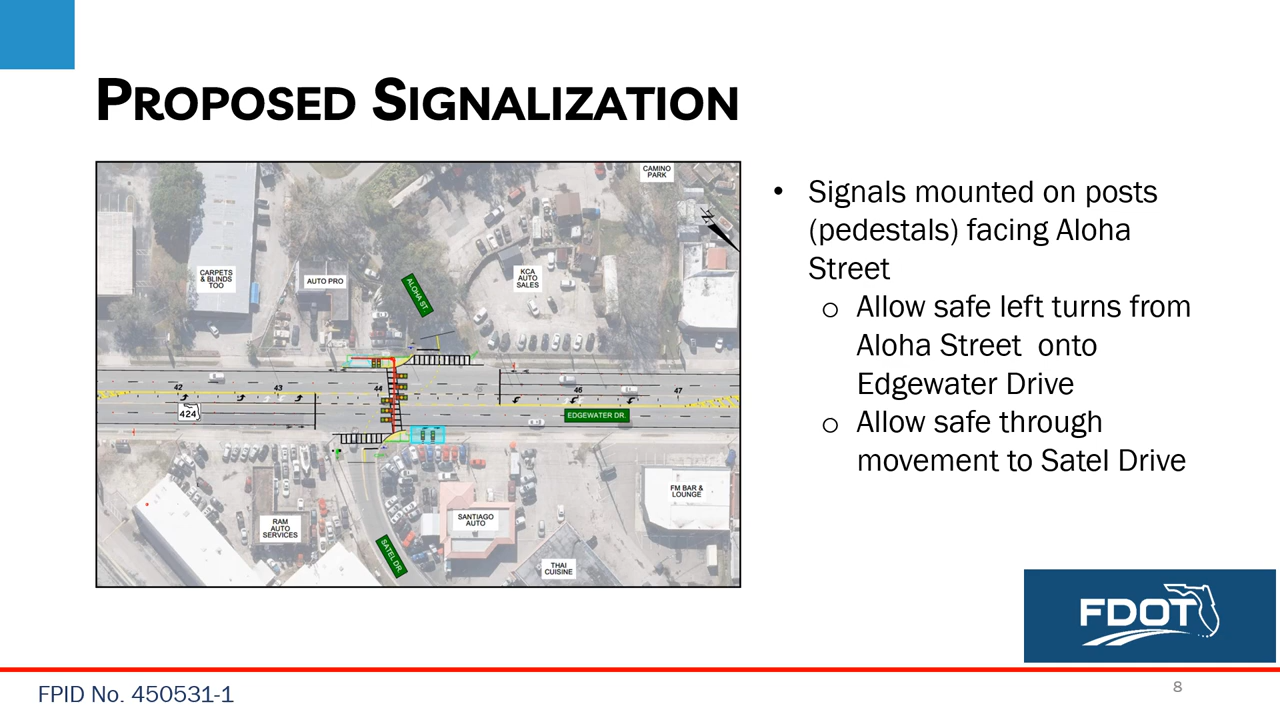 PROPOSED SIGNALIZATION
CAMINO
PARK
N
CARPETS
& BLINDS
TOO
AUTO PRO
ALOHA ST.
KCA
AUTO
SALES
42
43
44
46
47
424
EDGEWATER DR.
RAM
AUTO
SERVICES
SATEL DR.
SANTIAGO
AUTO
FM BAR &
LOUNGE
THAI
CUISINE
• Signals mounted on posts
(pedestals) facing Aloha
Street
o Allow safe left turns from
Aloha Street onto
Edgewater Drive
o Allow safe through
movement to Satel Drive
FDOT
FPID No. 450531-1
8